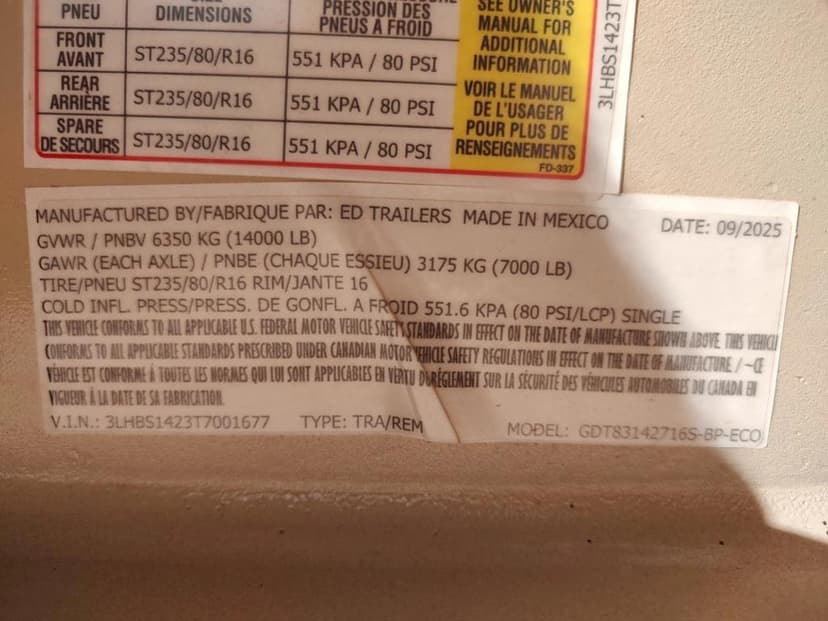 PNEU
DIMENSIONS
PRESSION DES
PNEUS A FROID
SEE OWNER'S
MANUAL FOR
ADDITIONAL
INFORMATION
FRONT
AVANT
ST235/80/R16
551 KPA / 80 PSI
REAR
ARRIÈRE
ST235/80/R16
551 KPA / 80 PSI
VOIR LE MANUEL
DE L'USAGER
POUR PLUS DE
RENSEIGNEMENTS
SPARE
DE SECOURS
ST235/80/R16
551 KPA / 80 PSI
FD-337
3LHBS1423T
MANUFACTURED BY/FABRIQUE PAR: ED TRAILERS MADE IN MEXICO DATE: 09/2025
GVWR / PNBV 6350 KG (14000 LB)
GAWR (EACH AXLE) / PNBE (CHAQUE ESSIEU) 3175 KG (7000 LB)
TIRE/PNEU ST235/80/R16 RIM/JANTE 16
COLD INFL. PRESS/PRESS. DE GONFL. A FROID 551.6 KPA (80 PSI/LCP) SINGLE
THIS VEHICLE CONFORMS TO ALL APPLICABLE U.S. FEDERAL MOTOR VEHICLE SAFETY STANDARDS IN EFFECT ON THE DATE OF MANUFACTURE SHOWN ABOVE. THIS VEHICLE
CONFORMS TO ALL APPLICABLE STANDARDS PRESCRIBED UNDER CANADIAN MOTOR VEHICLE SAFETY REGULATIONS IN EFFECT ON THE DATE OF MANUFACTURE / ~CE
VÉHICLE EST CONFORME Á TOUTES LES NORMES QUI LUI SONT APPLICABLES EN VERTU DU RÉGLEMENT SUR LA SÉCURITÉ DES VÉHICULES AUTOMOBILES DU CANADA EN
VIGUEUR Á LA DATE DE SA FABRICATION.
V.I.N.: 3LHBS1423T7001677 TYPE: TRA/REM MODEL: GDT83142716S-BP-ECO